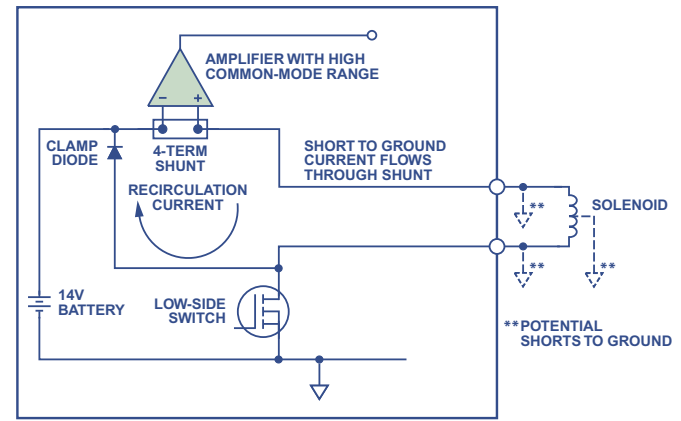 AMPLIFIER WITH HIGH
COMMON-MODE RANGE
CLAMP
DIODE
4-TERM
SHUNT
SHORT TO GROUND
CURRENT FLOWS
THROUGH SHUNT
RECIRCULATION
CURRENT
**
SOLENOID
**
**
14V
BATTERY
LOW-SIDE
SWITCH
**POTENTIAL
SHORTS TO GROUND